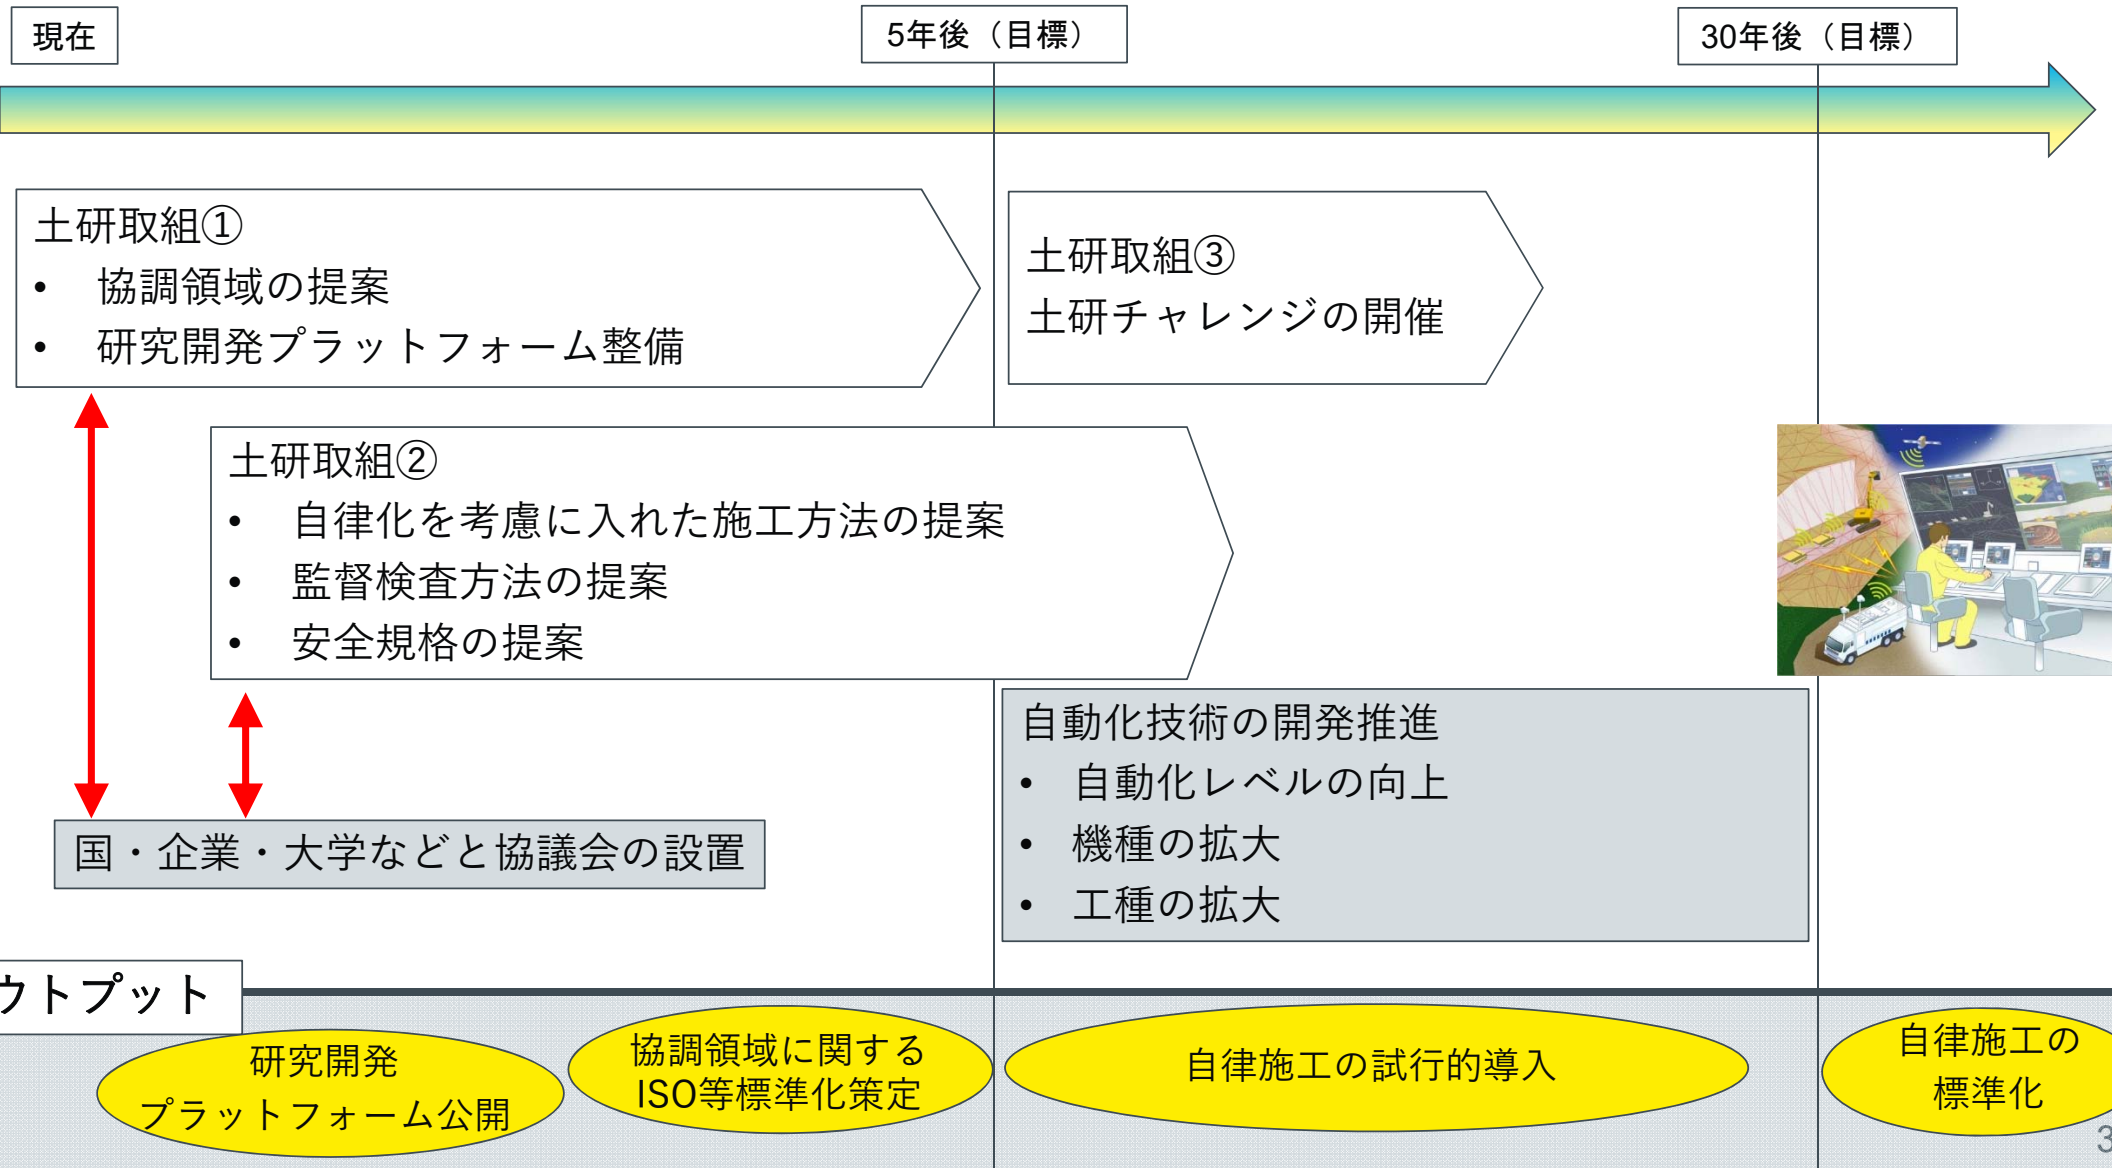 現在
5年後（目標）
30年後（目標）
土研取組①
• 協調領域の提案
• 研究開発プラットフォーム整備
土研取組③
土研チャレンジの開催
土研取組②
• 自律化を考慮に入れた施工方法の提案
• 監督検査方法の提案
• 安全規格の提案
国・企業・大学などと協議会の設置
自動化技術の開発推進
• 自動化レベルの向上
• 機種の拡大
• 工種の拡大
ウトプット
研究開発
プラットフォーム公開
協調領域に関する
ISO等標準化策定
自律施工の試行的導入
自律施工の
標準化
3